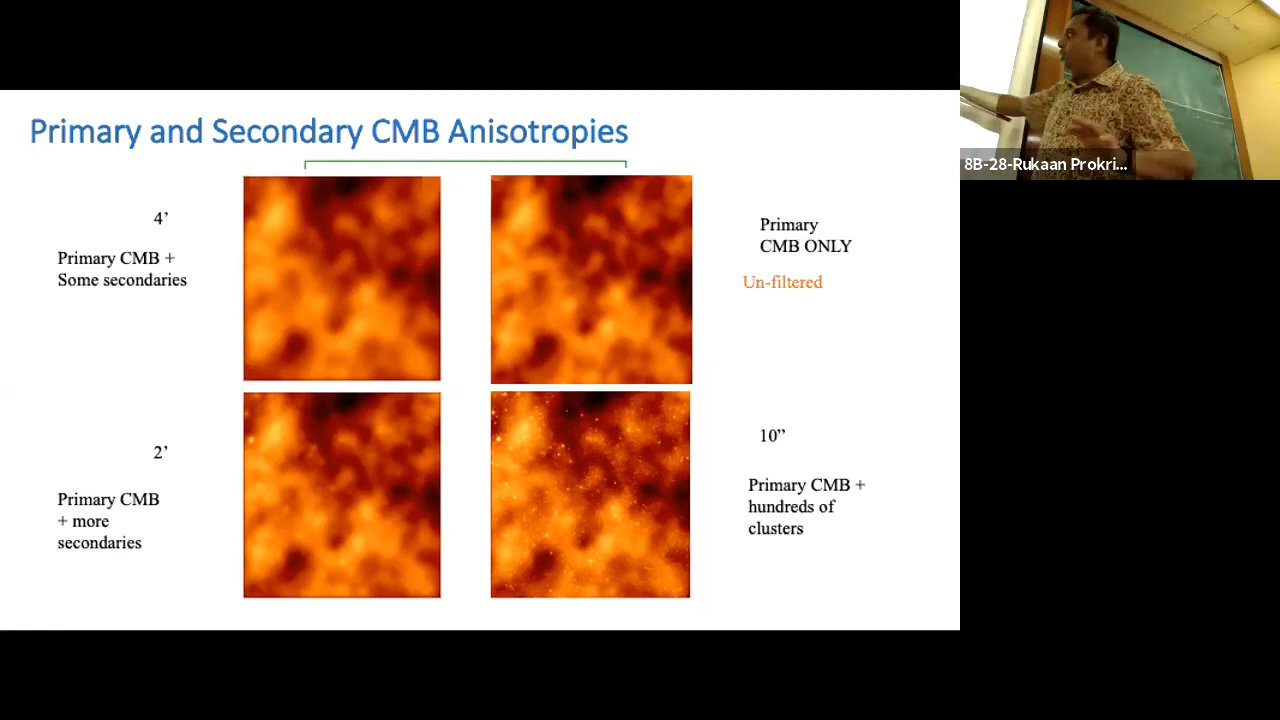 Primary and Secondary CMB Anisotropies
4’
Primary CMB +
Some secondaries
Primary
CMB ONLY
Un-filtered
2’
Primary CMB
+ more
secondaries
10”
Primary CMB +
hundreds of
clusters
8B-28-Rukaan Prokri...